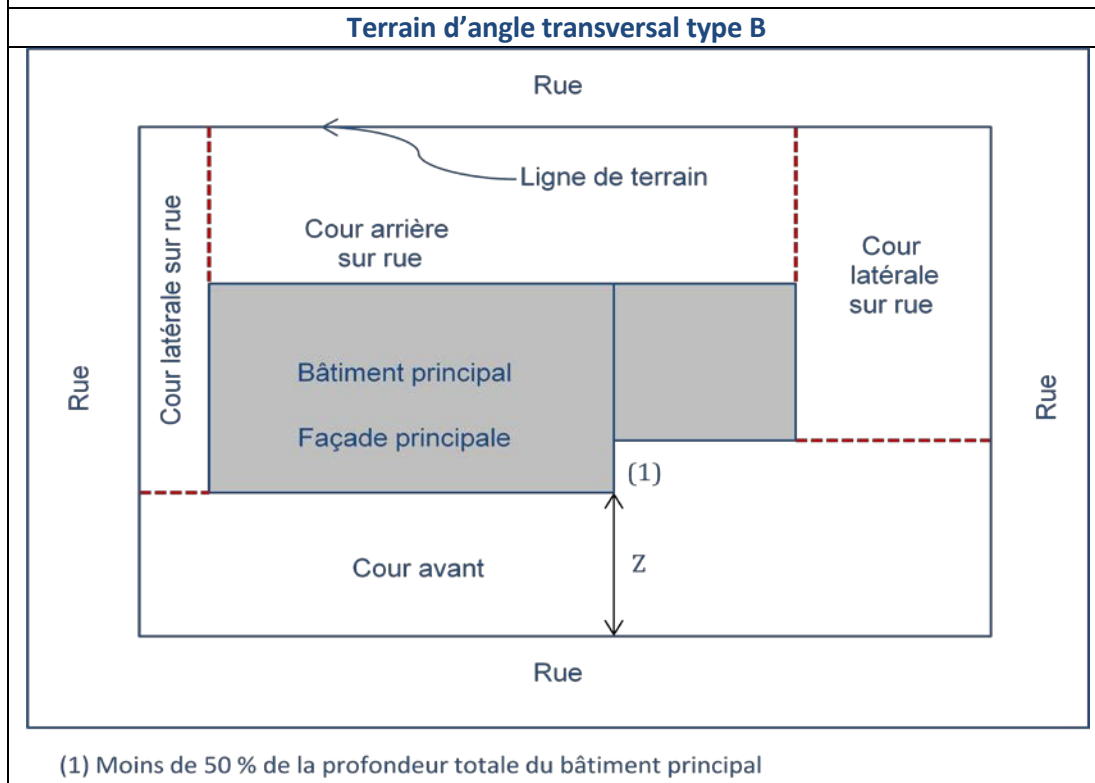 Terrain d'angle transversal type B
Rue
Ligne de terrain
Cour arrière
sur rue
Cour
latérale
sur rue
Cour latérale sur rue
Rue
Bâtiment principal
Façade principale
Rue
(1)
Cour avant
Z
Rue
(1) Moins de 50 % de la profondeur totale du bâtiment principal